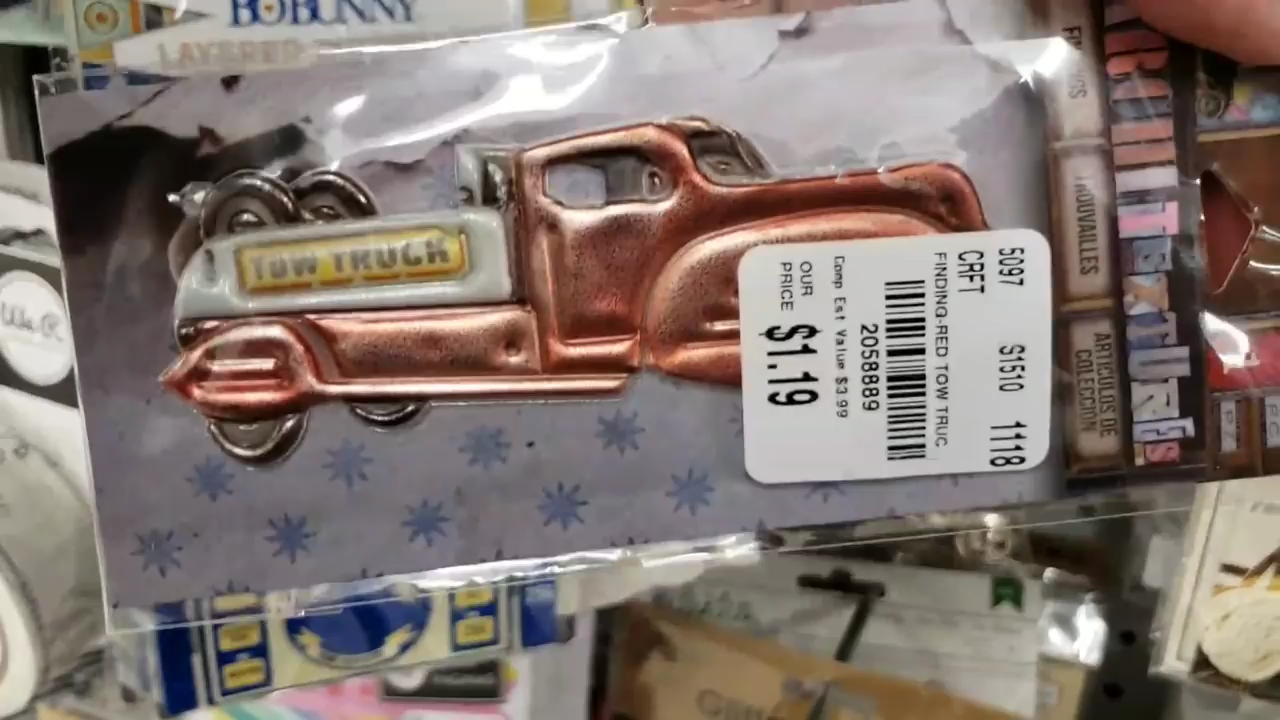 BOBUNNY
LAYERED
TOW TRUCK
5097 S1510 1118
CRFT
FINDING-RED TOW TRUC
2058889
Comp Est Value $3.99
OUR
PRICE
$1.19
TROUVAILLES
ARTICULOS DE
COLECCION